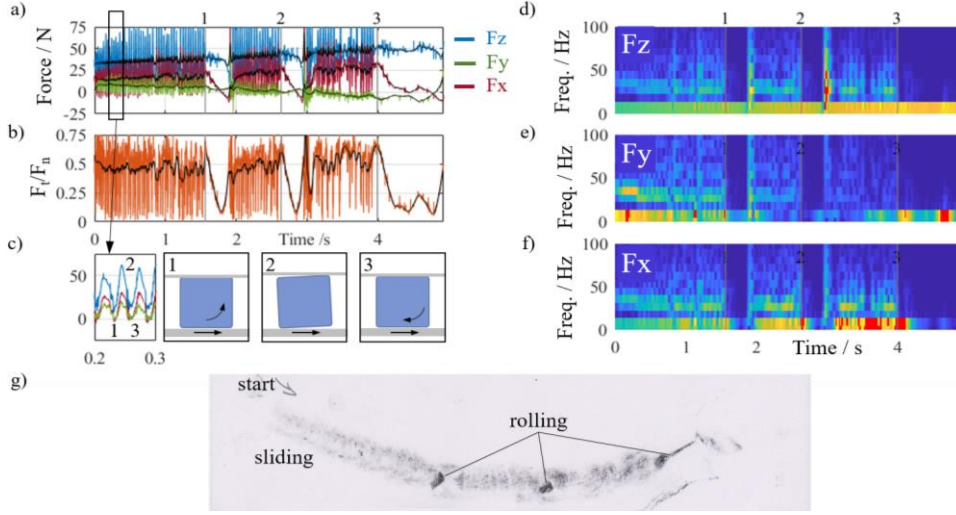 a)
1 2 3
75
50
25
0
-25
Force / N
Fz
Fy
Fx
b)
0.75
0.5
0.25
0
Ft/Fn
0 1 2 Time /s 4
c)
50
0
2
1 3
0.2 0.3
1
2
3
d)
1 2 3
100
50
0
Freq. / Hz
Fz
e)
100
50
0
Freq. / Hz
Fy
2 3
f)
100
50
0
Freq. / Hz
Fx
2 3
0 1 2 Time / s 4
g)
start
rolling
sliding